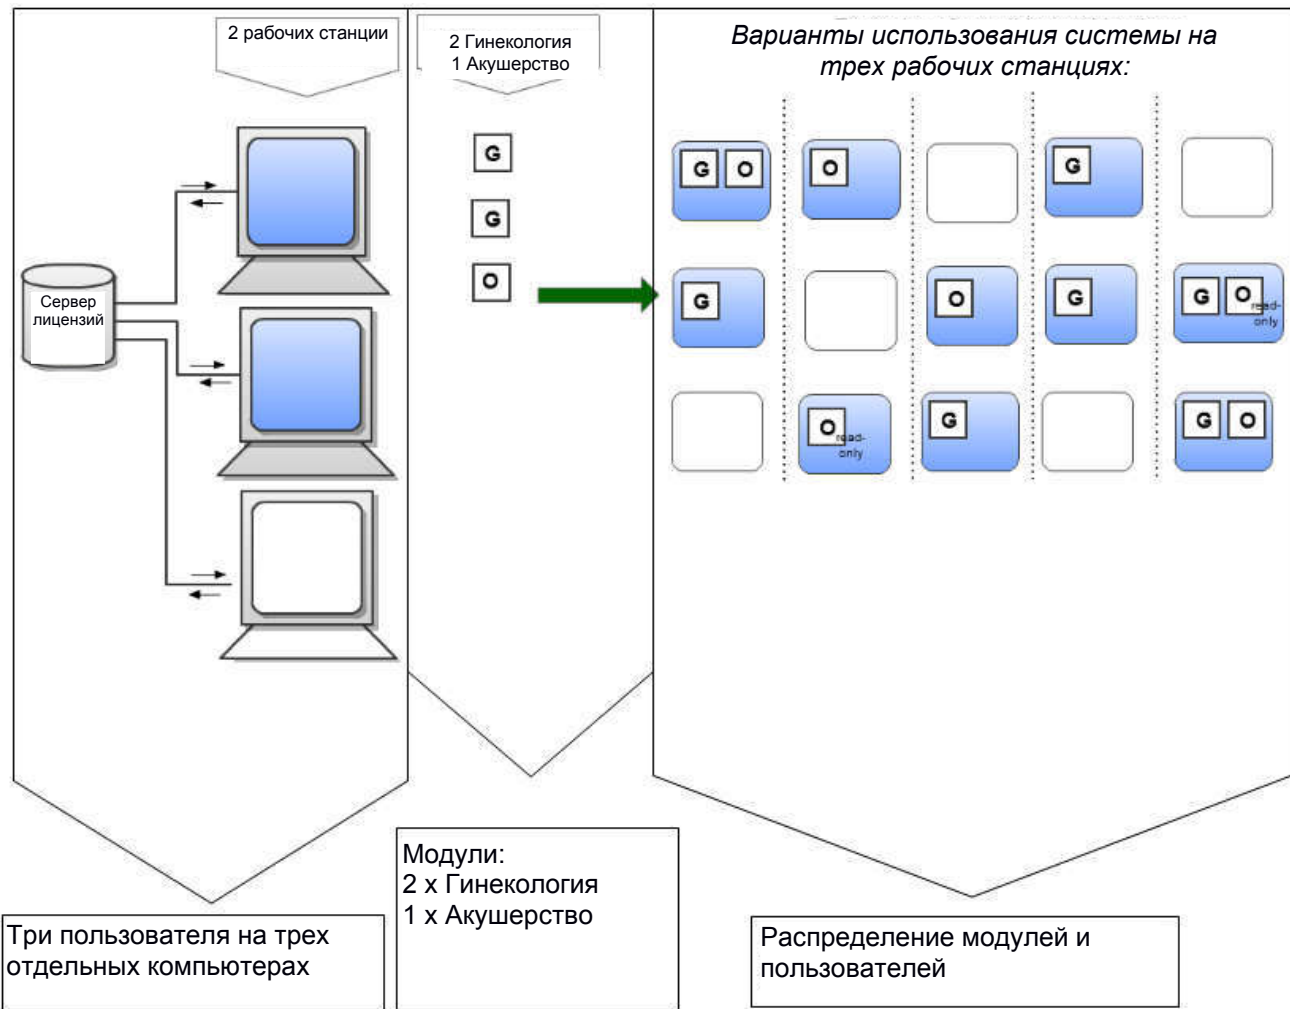 2 рабочих станции
2 Гинекология
1 Акушерство
Варианты использования системы на
трех рабочих станциях:
Сервер
лицензий
G
G
O
G O
O
G
G
O
G
G O
read-
only
O
read-
only
G
G O
Три пользователя на трех
отдельных компьютерах
Модули:
2 x Гинекология
1 x Акушерство
Распределение модулей и
пользователей